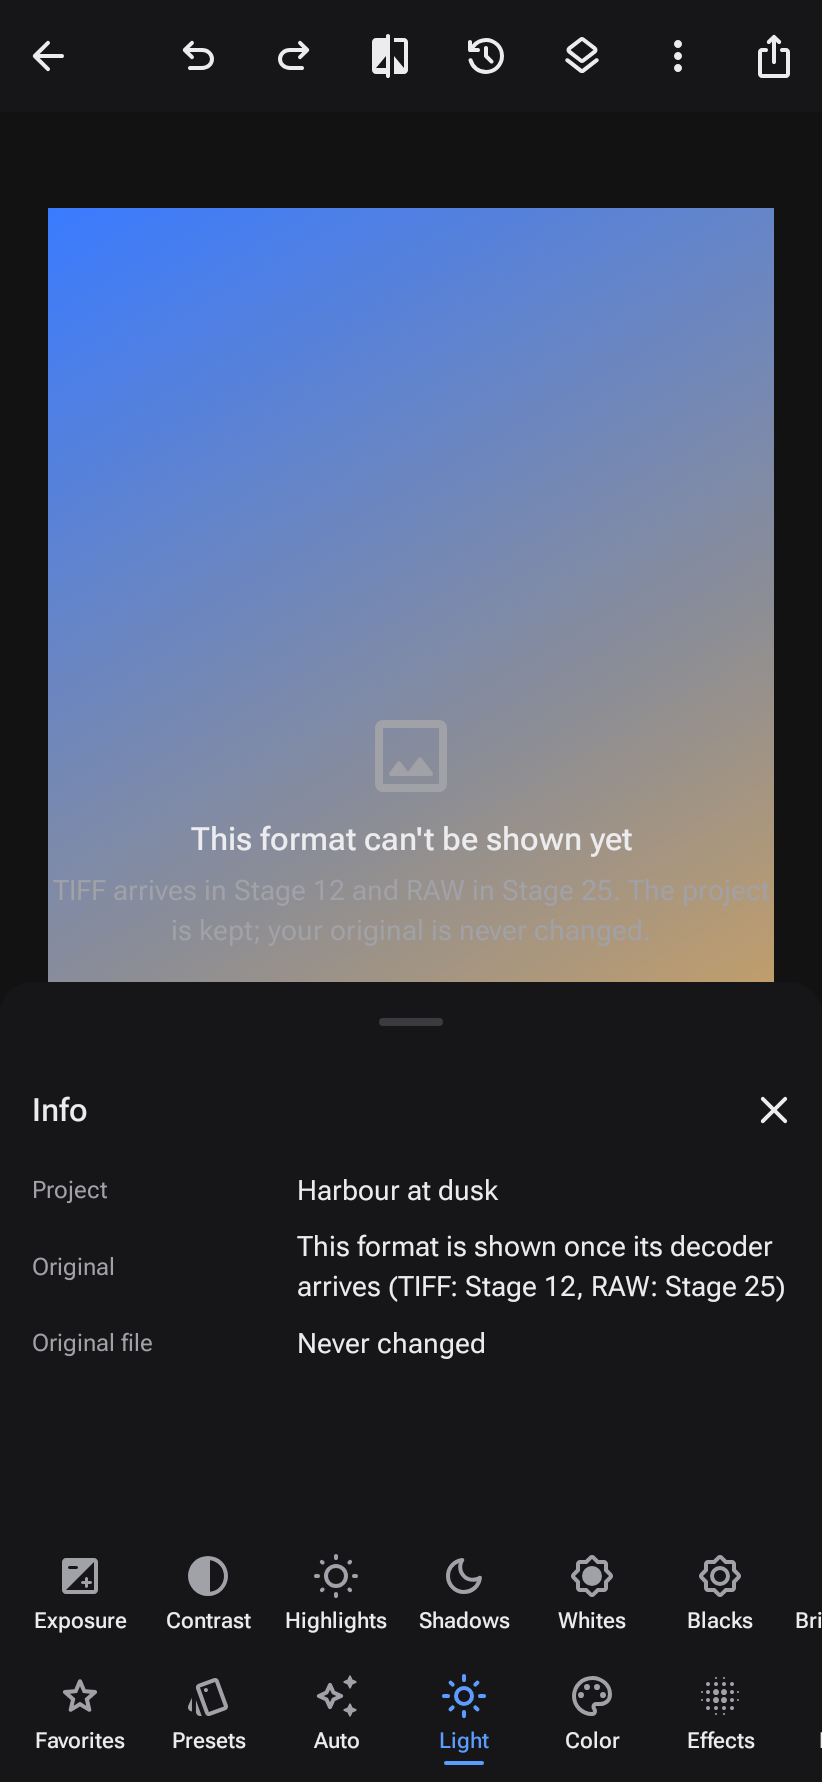 This format can't be shown yet
TIFF arrives in Stage 12 and RAW in Stage 25. The project
is kept; your original is never changed.
Info
Project
Harbour at dusk
Original
This format is shown once its decoder
arrives (TIFF: Stage 12, RAW: Stage 25)
Original file
Never changed
Exposure
Contrast
Highlights
Shadows
Whites
Blacks
Bri
Favorites
Presets
Auto
Light
Color
Effects